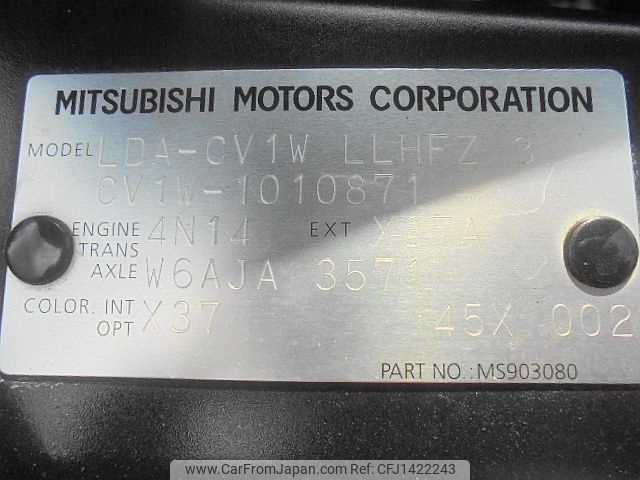 MITSUBISHI MOTORS CORPORATION
MODEL LDA-CV1W LLHFZ 3
CV1W-1010871
ENGINE 4N14 EXT X37A
TRANS
AXLE W6AJA 3571
COLOR. INT X37
OPT 45X 002
PART NO.:MS903080
www.CarFromJapan.com | CFJ1422243